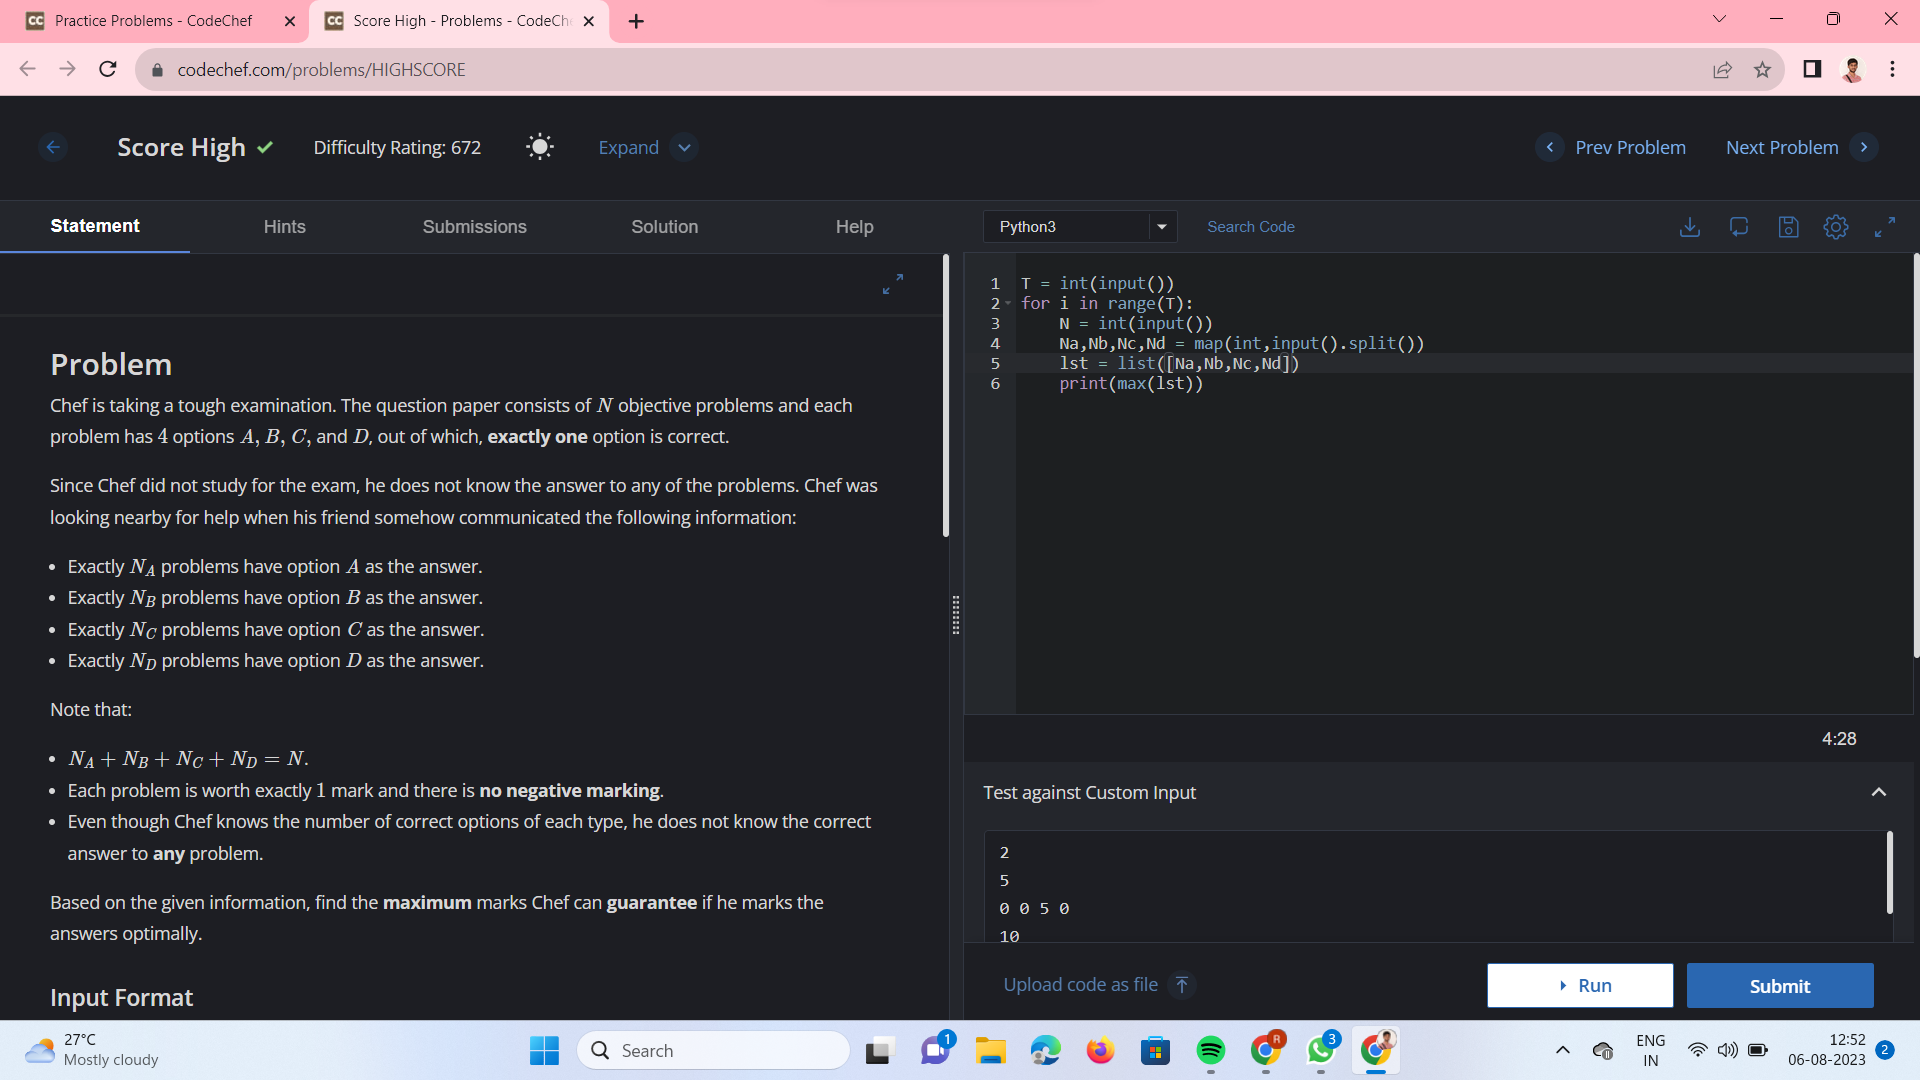 Practice Problems - CodeChef
Score High - Problems - CodeCh
codechef.com/problems/HIGHSCORE
Score High
Difficulty Rating: 672
Expand
Prev Problem
Next Problem
Statement
Hints
Submissions
Solution
Help
Python3
Search Code
Problem
Chef is taking a tough examination. The question paper consists of N objective problems and each
problem has 4 options A, B, C, and D, out of which, exactly one option is correct.
Since Chef did not study for the exam, he does not know the answer to any of the problems. Chef was
looking nearby for help when his friend somehow communicated the following information:
• Exactly N_A problems have option A as the answer.
• Exactly N_B problems have option B as the answer.
• Exactly N_C problems have option C as the answer.
• Exactly N_D problems have option D as the answer.
Note that:
• N_A + N_B + N_C + N_D = N.
• Each problem is worth exactly 1 mark and there is no negative marking.
• Even though Chef knows the number of correct options of each type, he does not know the correct
answer to any problem.
Based on the given information, find the maximum marks Chef can guarantee if he marks the
answers optimally.
Input Format
1 T = int(input())
2 for i in range(T):
3     N = int(input())
4     Na,Nb,Nc,Nd = map(int,input().split())
5     lst = list([Na,Nb,Nc,Nd])
6     print(max(lst))
4:28
Test against Custom Input
2
5
0 0 5 0
10
Upload code as file
Run
Submit
27°C
Mostly cloudy
Search
1
R
3
ENG
IN
12:52
06-08-2023
2